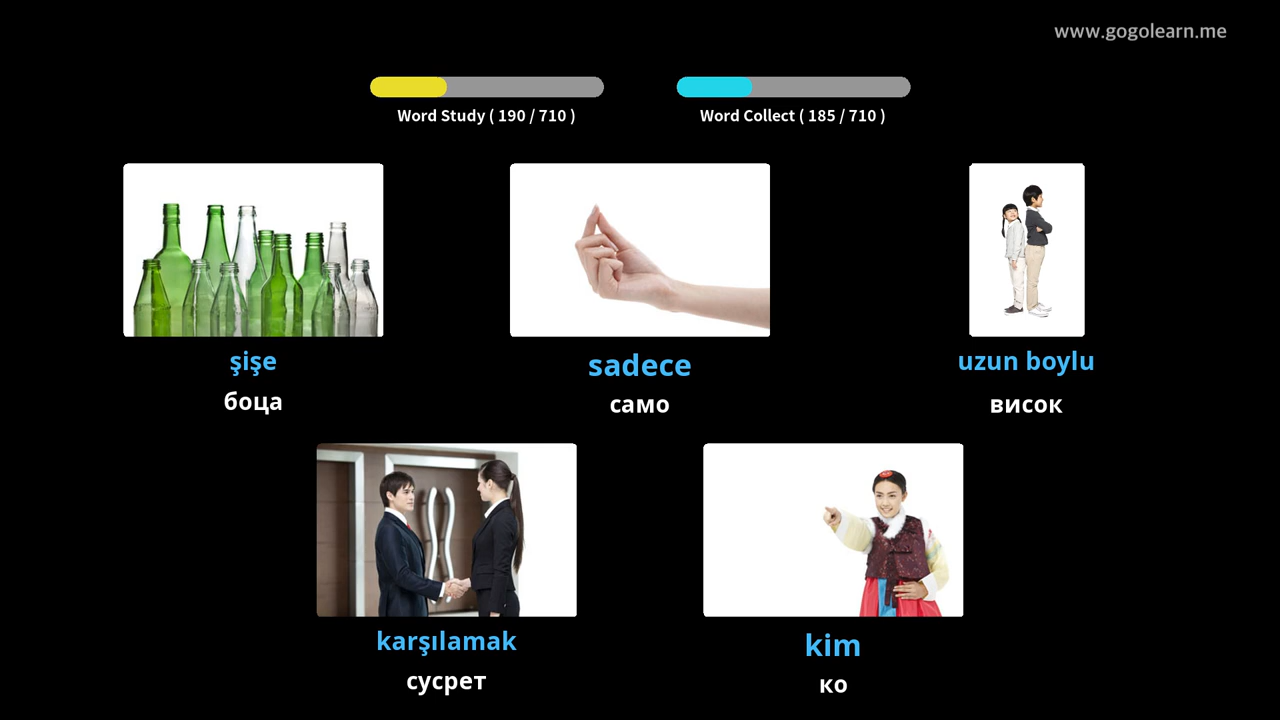 www.gogolearn.me
Word Study ( 190 / 710 )
Word Collect ( 185 / 710 )
şişe
боца
sadece
само
uzun boylu
висок
karşılamak
сусрет
kim
ко